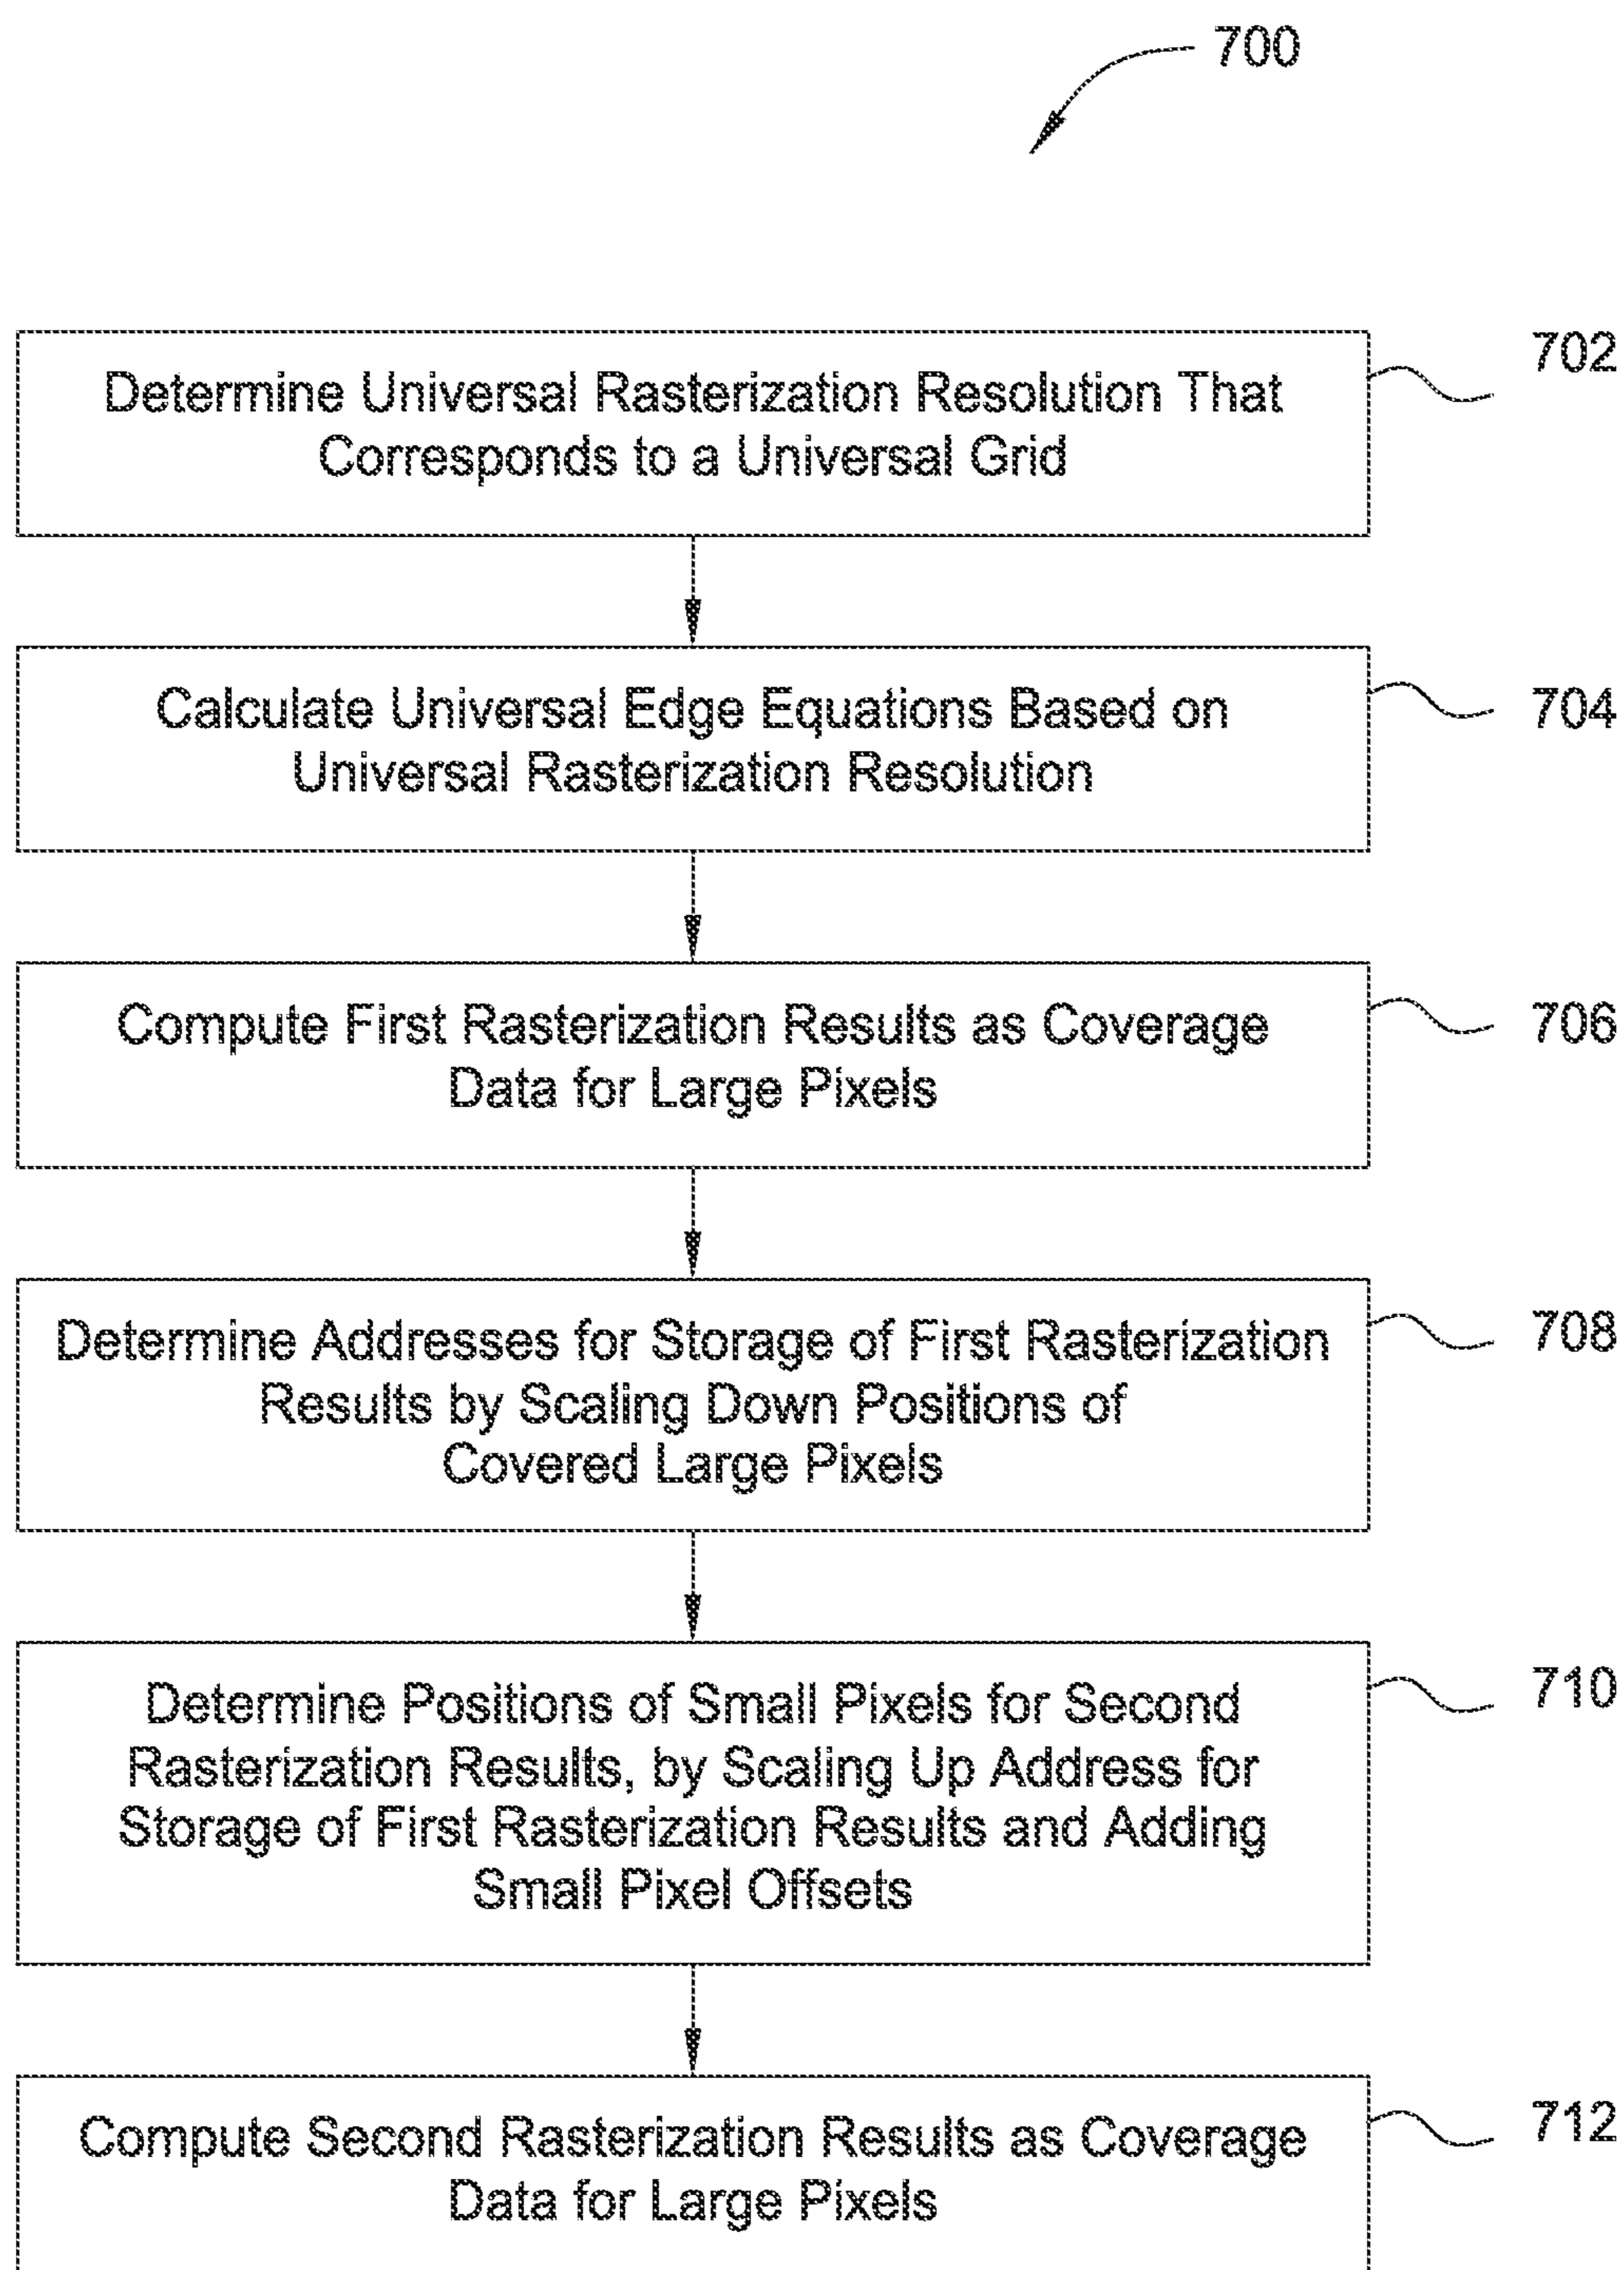 700
Determine Universal Rasterization Resolution That
Corresponds to a Universal Grid
702
Calculate Universal Edge Equations Based on
Universal Rasterization Resolution
704
Compute First Rasterization Results as Coverage
Data for Large Pixels
706
Determine Addresses for Storage of First Rasterization
Results by Scaling Down Positions of
Covered Large Pixels
708
Determine Positions of Small Pixels for Second
Rasterization Results, by Scaling Up Address for
Storage of First Rasterization Results and Adding
Small Pixel Offsets
710
Compute Second Rasterization Results as Coverage
Data for Large Pixels
712